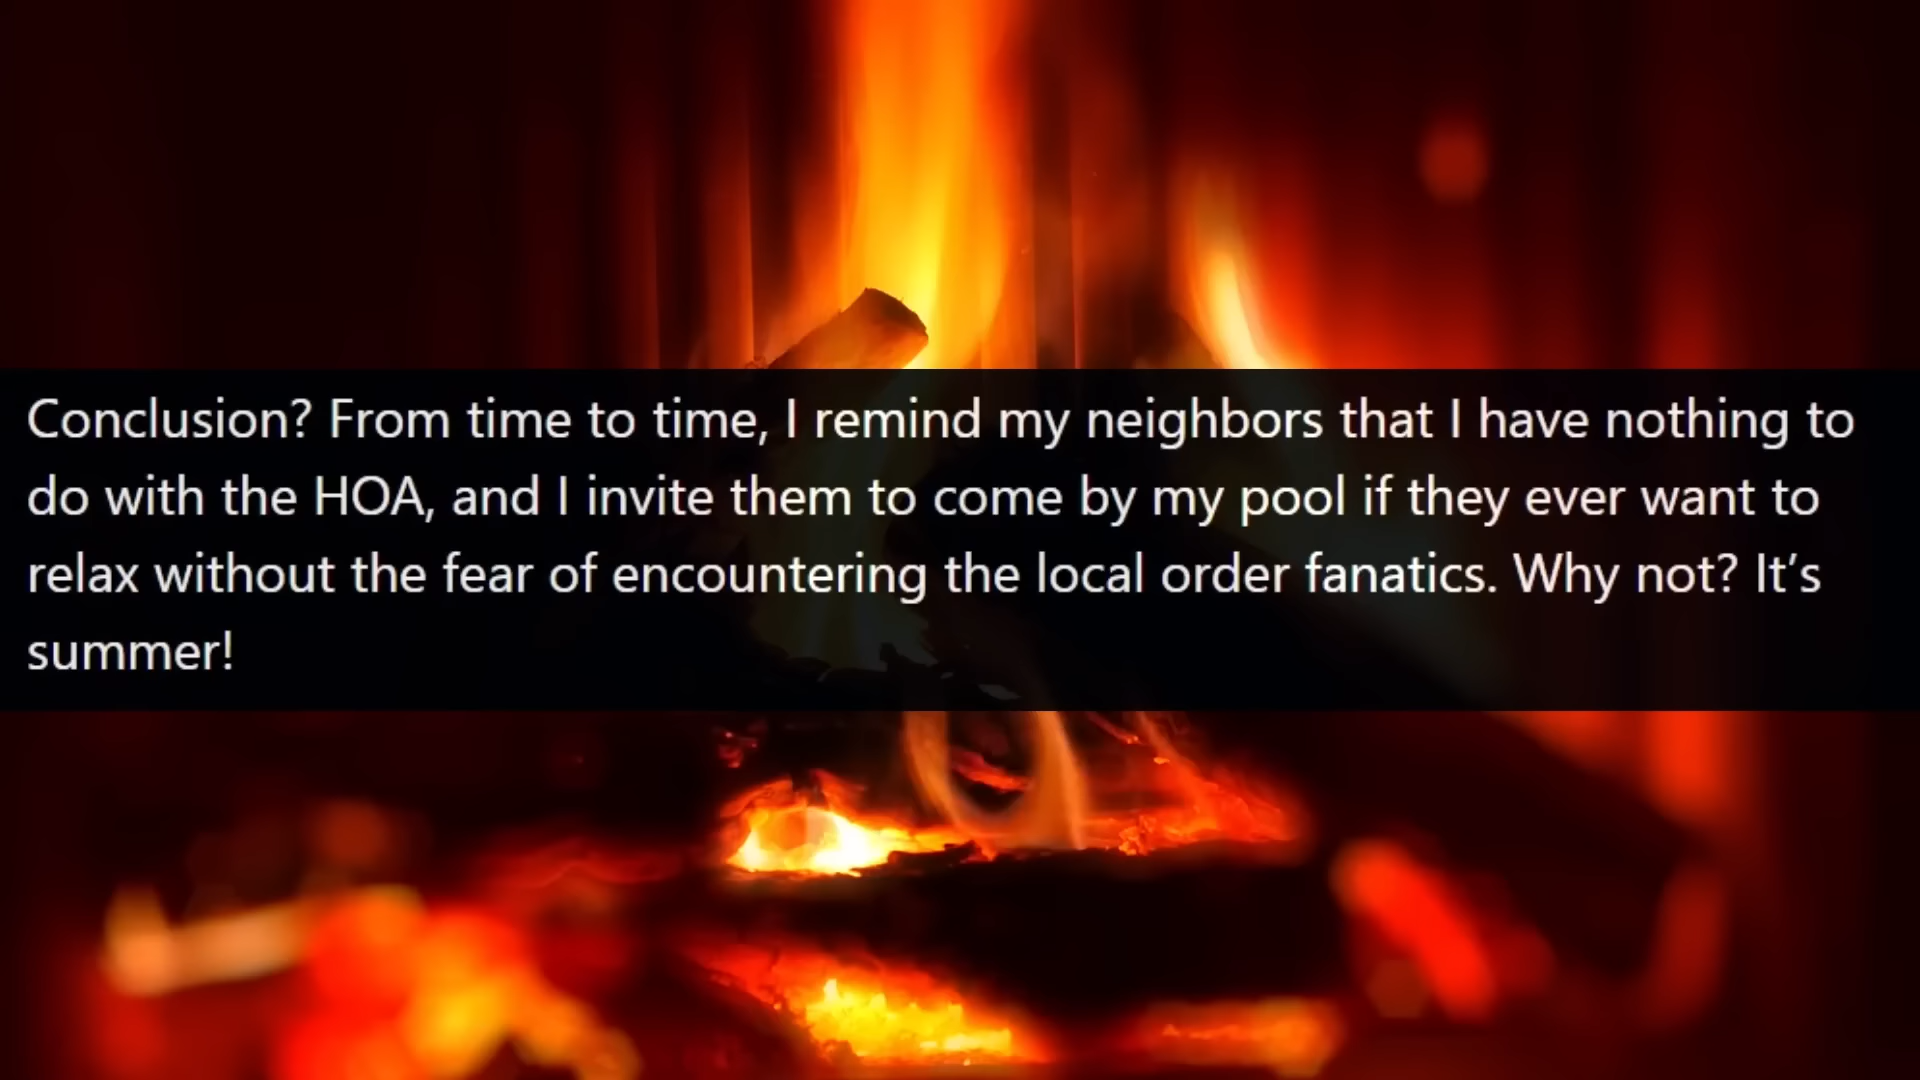 Conclusion? From time to time, I remind my neighbors that I have nothing to
do with the HOA, and I invite them to come by my pool if they ever want to
relax without the fear of encountering the local order fanatics. Why not? It’s
summer!